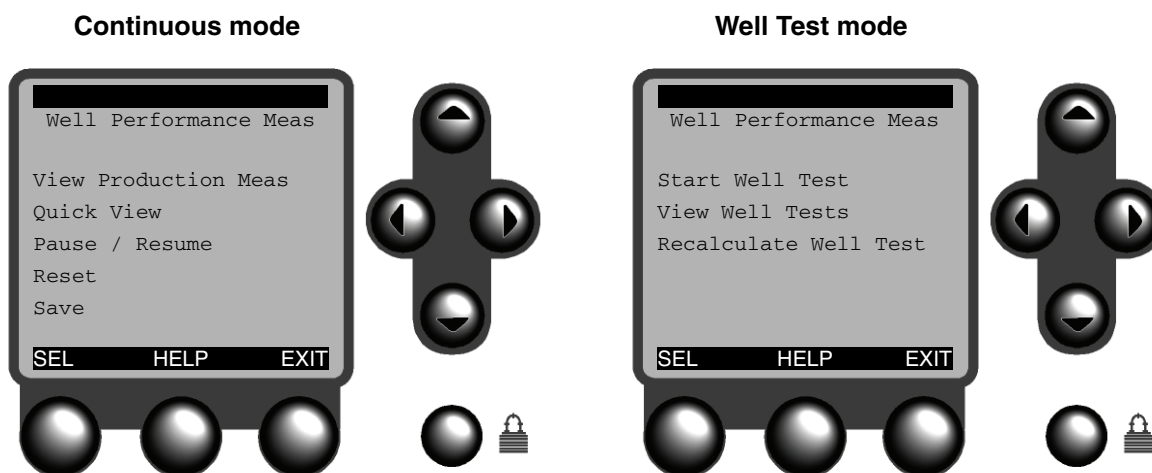 Continuous mode
Well Performance Meas
View Production Meas
Quick View
Pause / Resume
Reset
Save
SEL HELP EXIT
Well Test mode
Well Performance Meas
Start Well Test
View Well Tests
Recalculate Well Test
SEL HELP EXIT